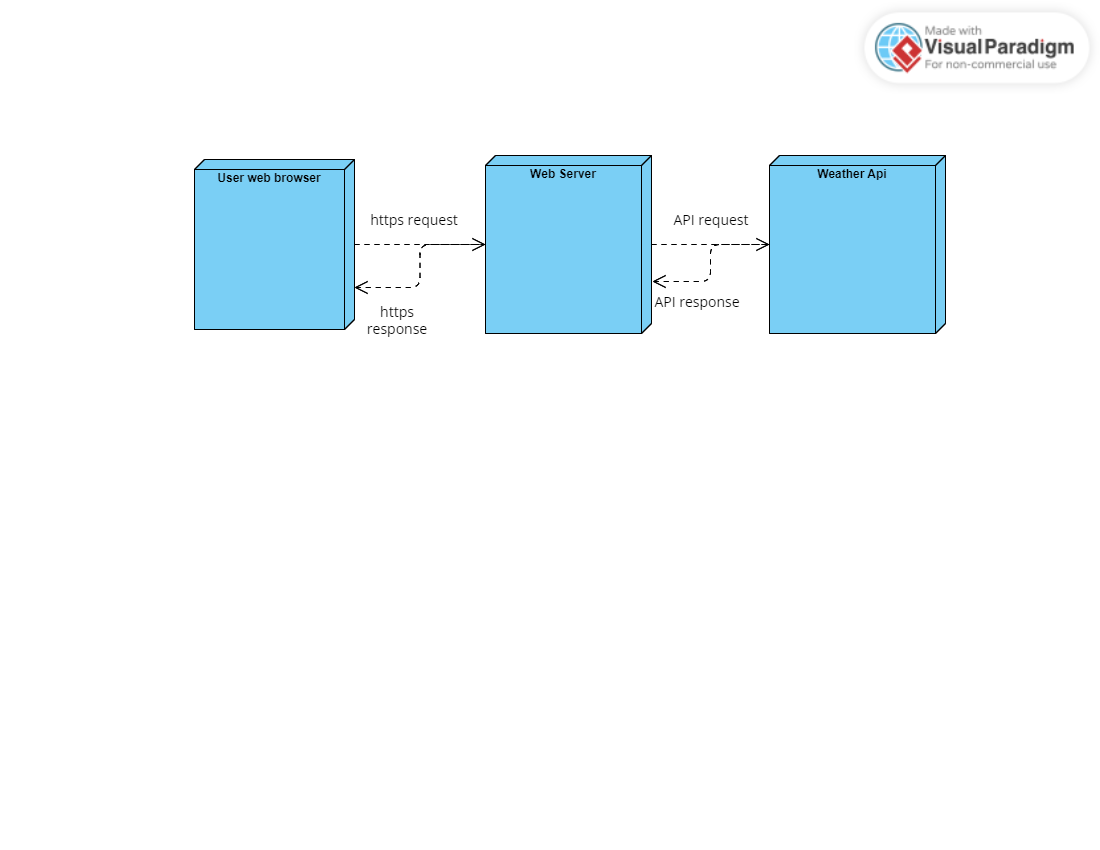 Made with
Visual Paradigm
For non-commercial use
User web browser
Web Server
Weather Api
https request
API request
API response
https
response